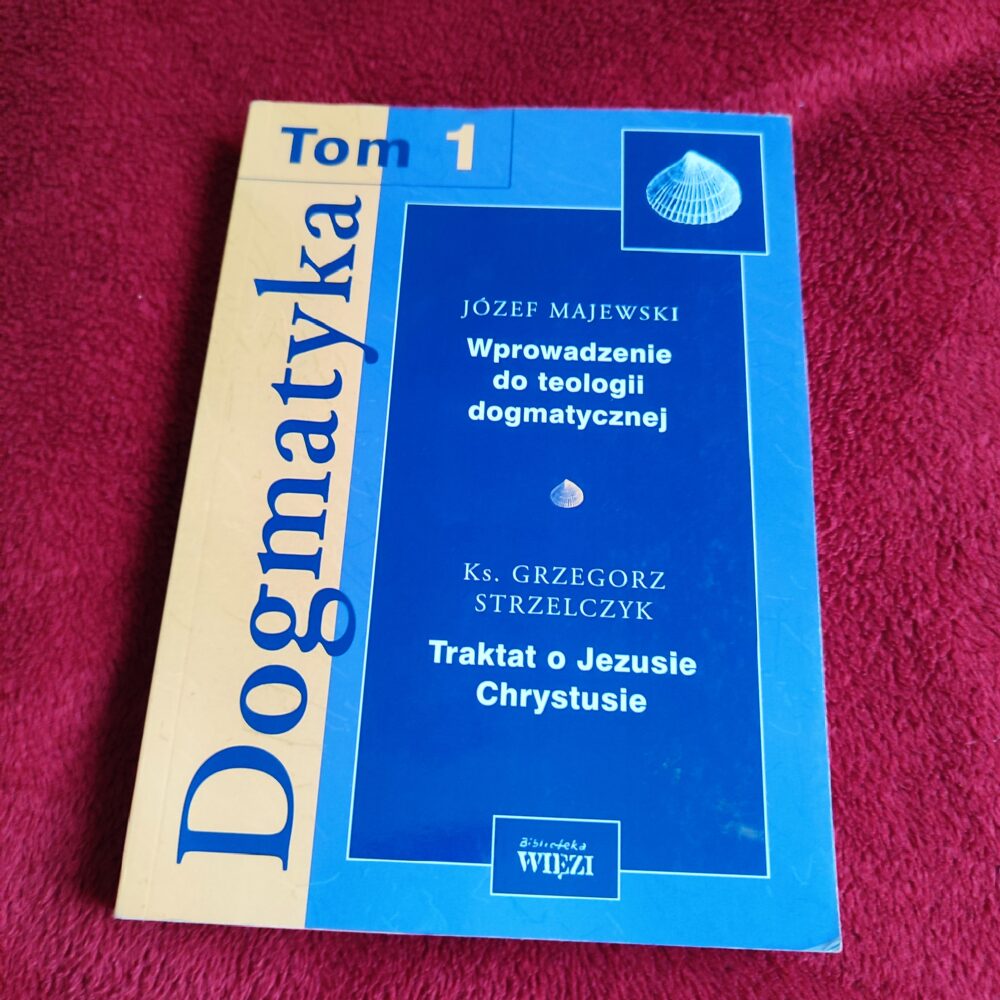 Tom 1
Dogmatyka
JÓZEF MAJEWSKI
Wprowadzenie
do teologii
dogmatycznej
Ks. GRZEGORZ
STRZELCZYK
Traktat o Jezusie
Chrystusie
Biblioteka
WIĘZI